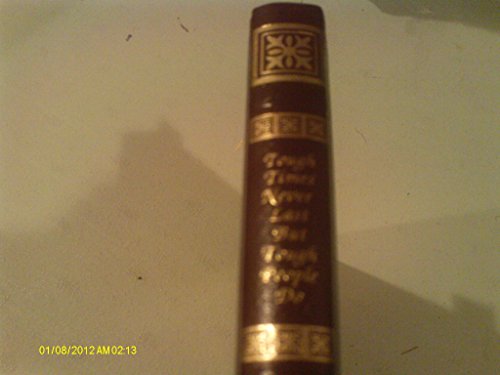 Tough
Times
Never
Last
But
Tough
People
Do
01/08/2012 AM 02:13